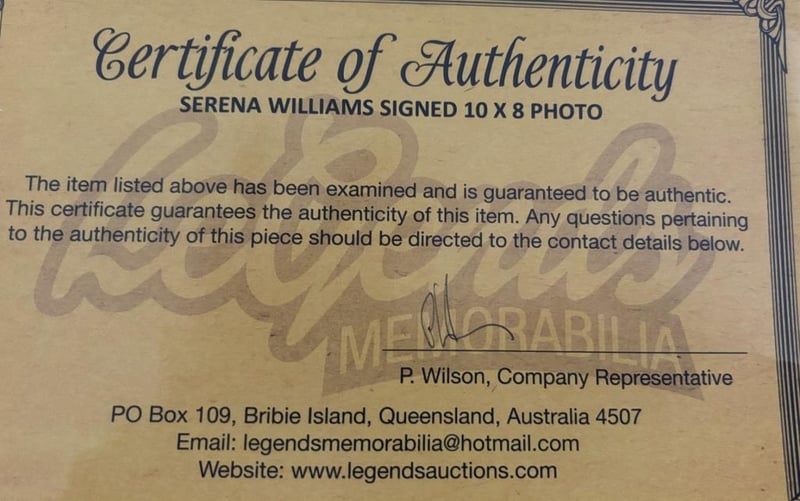 Certificate of Authenticity
SERENA WILLIAMS SIGNED 10 X 8 PHOTO
The item listed above has been examined and is guaranteed to be authentic.
This certificate guarantees the authenticity of this item. Any questions pertaining
to the authenticity of this piece should be directed to the contact details below.
Legends
MEMORABILIA
P. Wilson, Company Representative
PO Box 109, Bribie Island, Queensland, Australia 4507
Email: legendsmemorabilia@hotmail.com
Website: www.legendsauctions.com